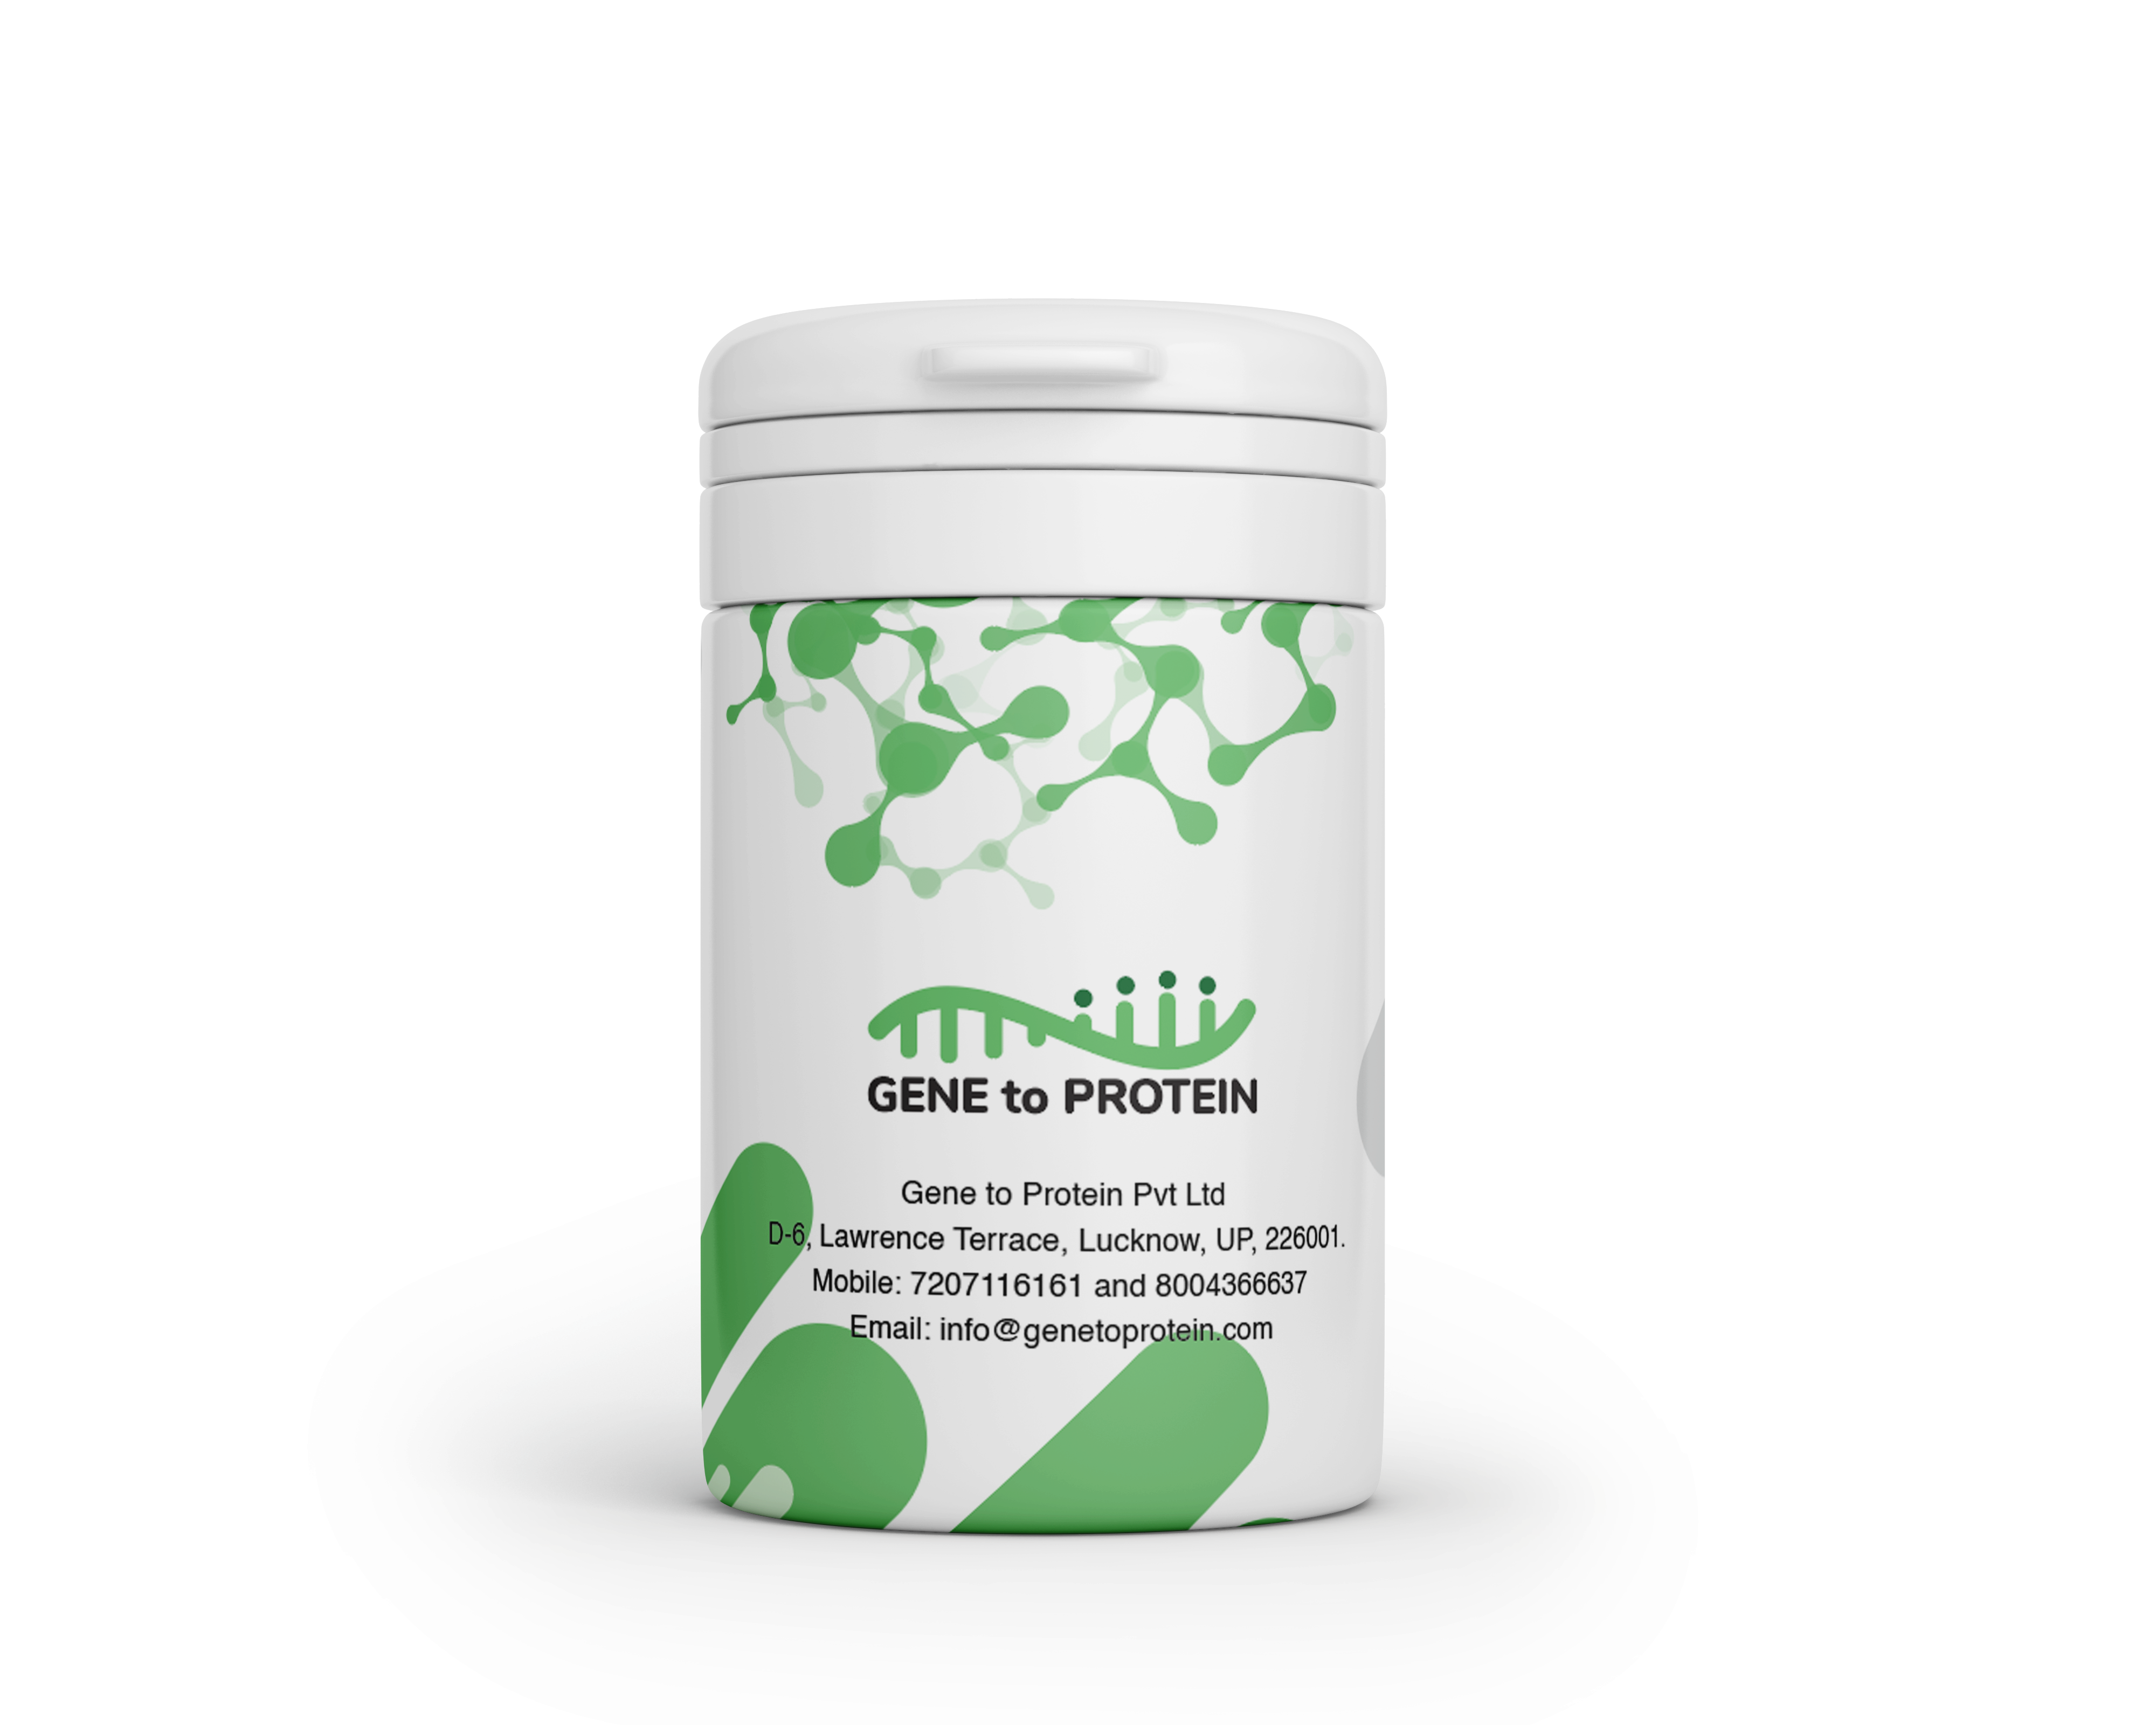 GENE to PROTEIN
Gene to Protein Pvt Ltd
D-6, Lawrence Terrace, Lucknow, UP, 226001.
Mobile: 7207116161 and 8004366637
Email: info@genetoprotein.com